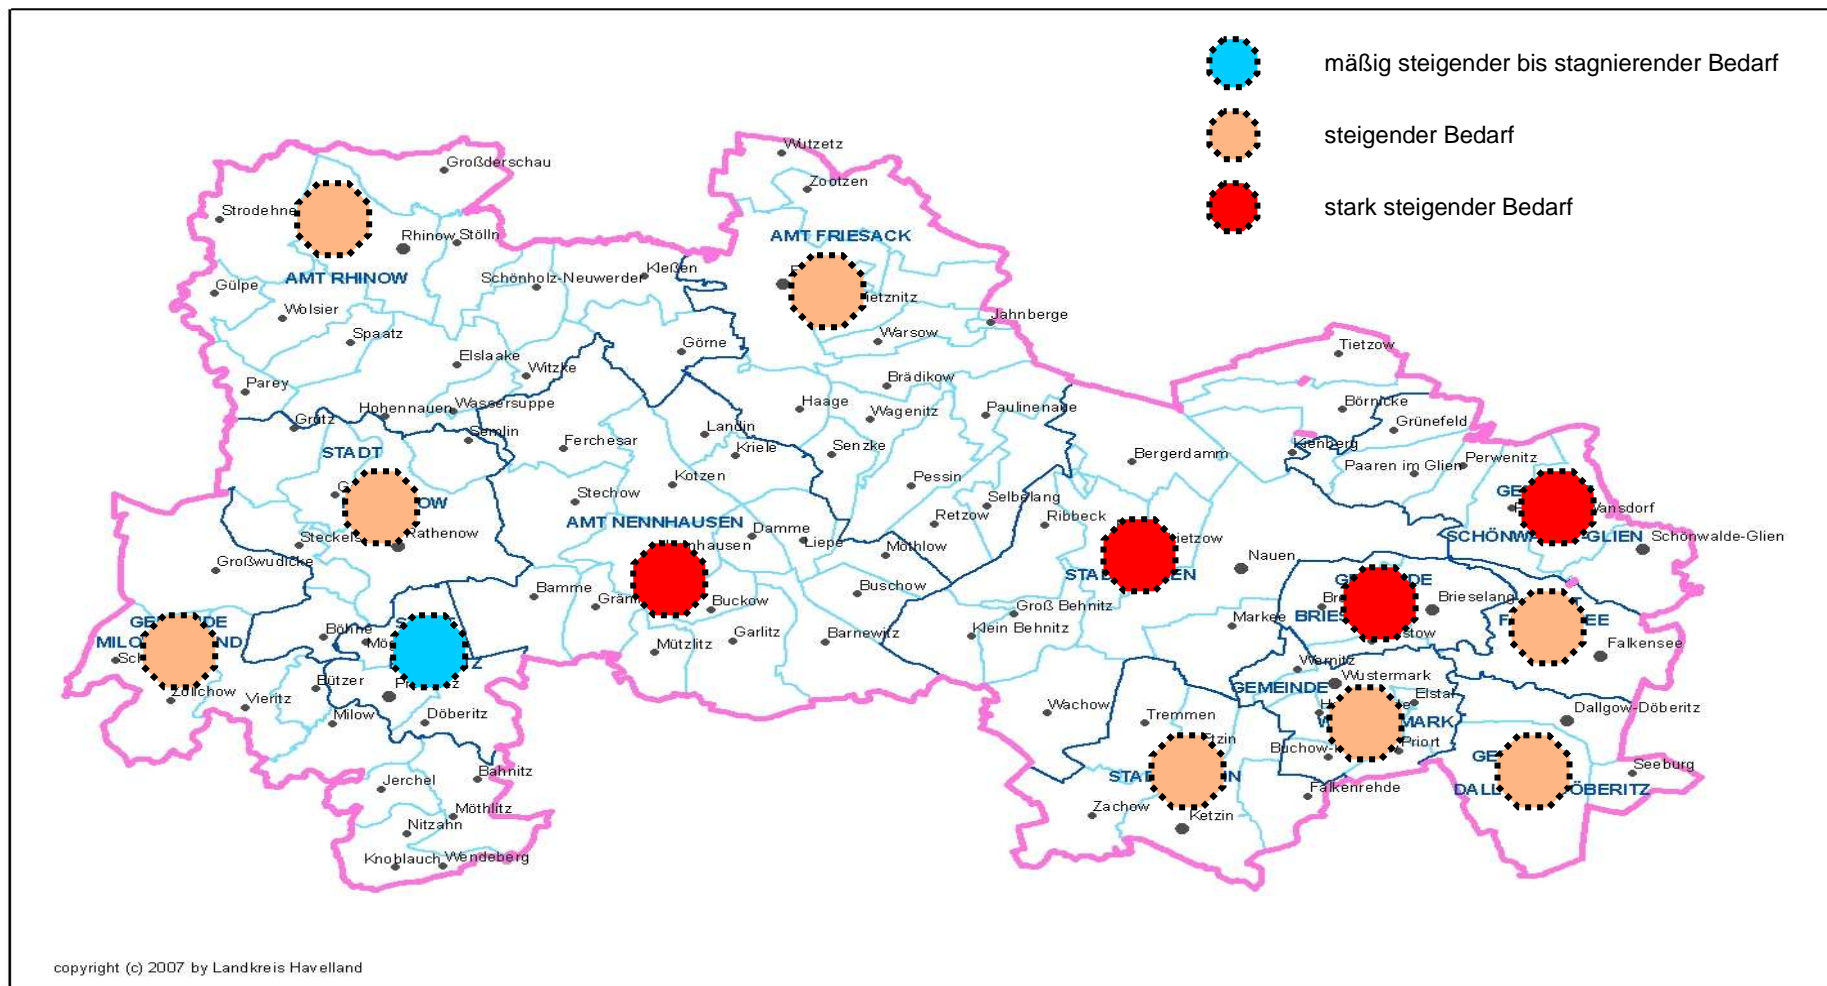 mäßig steigender bis stagnierender Bedarf
steigender Bedarf
stark steigender Bedarf
Wutzetz
Großderschau
Zootzen
Strodehne
Rhinow
Stölln
AMT FRIESACK
AMT RHINOW
Kleßen
Schönholz-Neuwerder
Gülpe
Wolsier
Jahnberge
Warsow
Spaatz
Görne
Elslaake
Witzke
Tietzow
Parey
Brädikow
Haage
Wagenitz
Paulinenaue
Hohennauen
Wassersuppe
Grütz
Semlin
Börnicke
Grünefeld
Landin
Kriele
Ferchesar
Senzke
Kienberg
STADT
Bergerdamm
Paaren im Glien
Perwenitz
Kotzen
Pessin
Stechow
Selbelang
Wansdorf
AMT NENNHAUSEN
Retzow
Ribbeck
Rathenow
Damme
Liepe
Möthlow
Nauen
Schönwalde-Glien
Großwudicke
Bamme
Buschow
Buckow
Groß Behnitz
Markee
Brieselang
Böhne
Garlitz
Barnewitz
Klein Behnitz
Mützlitz
Falkensee
Wernitz
Wustermark
GEMEINDE
Elstal
Zollchow
Vieritz
Bützer
Milow
Döberitz
Wachow
Tremmen
Dallgow-Döberitz
Priort
Seeburg
Bahnitz
Jerchel
Falkenrehde
Möthlitz
Zachow
Ketzin
Nitzahn
Knoblauch
Wendeberg
copyright (c) 2007 by Landkreis Havelland